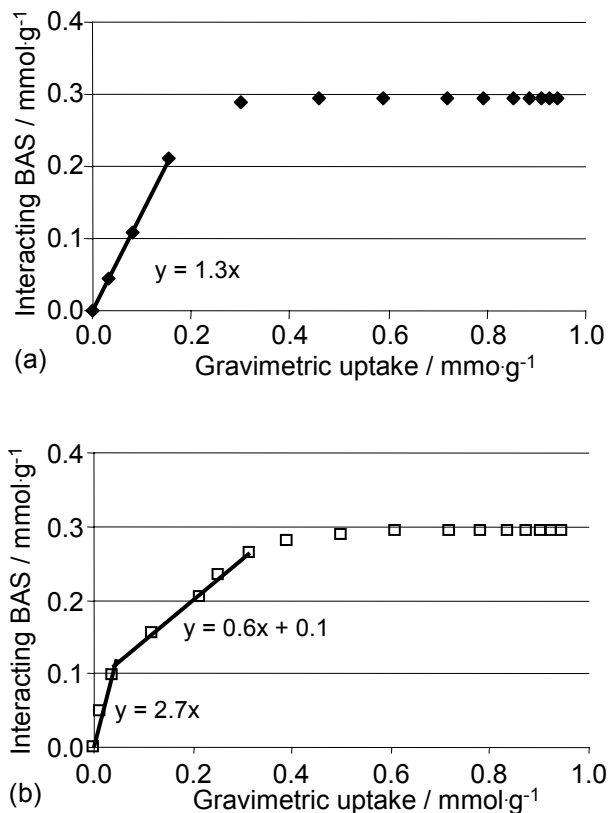 (a)
Interacting BAS / mmol·g-1
0.4
0.3
0.2
0.1
0.0
y = 1.3x
0.0 0.2 0.4 0.6 0.8 1.0
Gravimetric uptake / mmo·g-1
(b)
Interacting BAS / mmol·g-1
0.4
0.3
0.2
0.1
0.0
y = 0.6x + 0.1
y = 2.7x
0.0 0.2 0.4 0.6 0.8 1.0
Gravimetric uptake / mmol·g-1